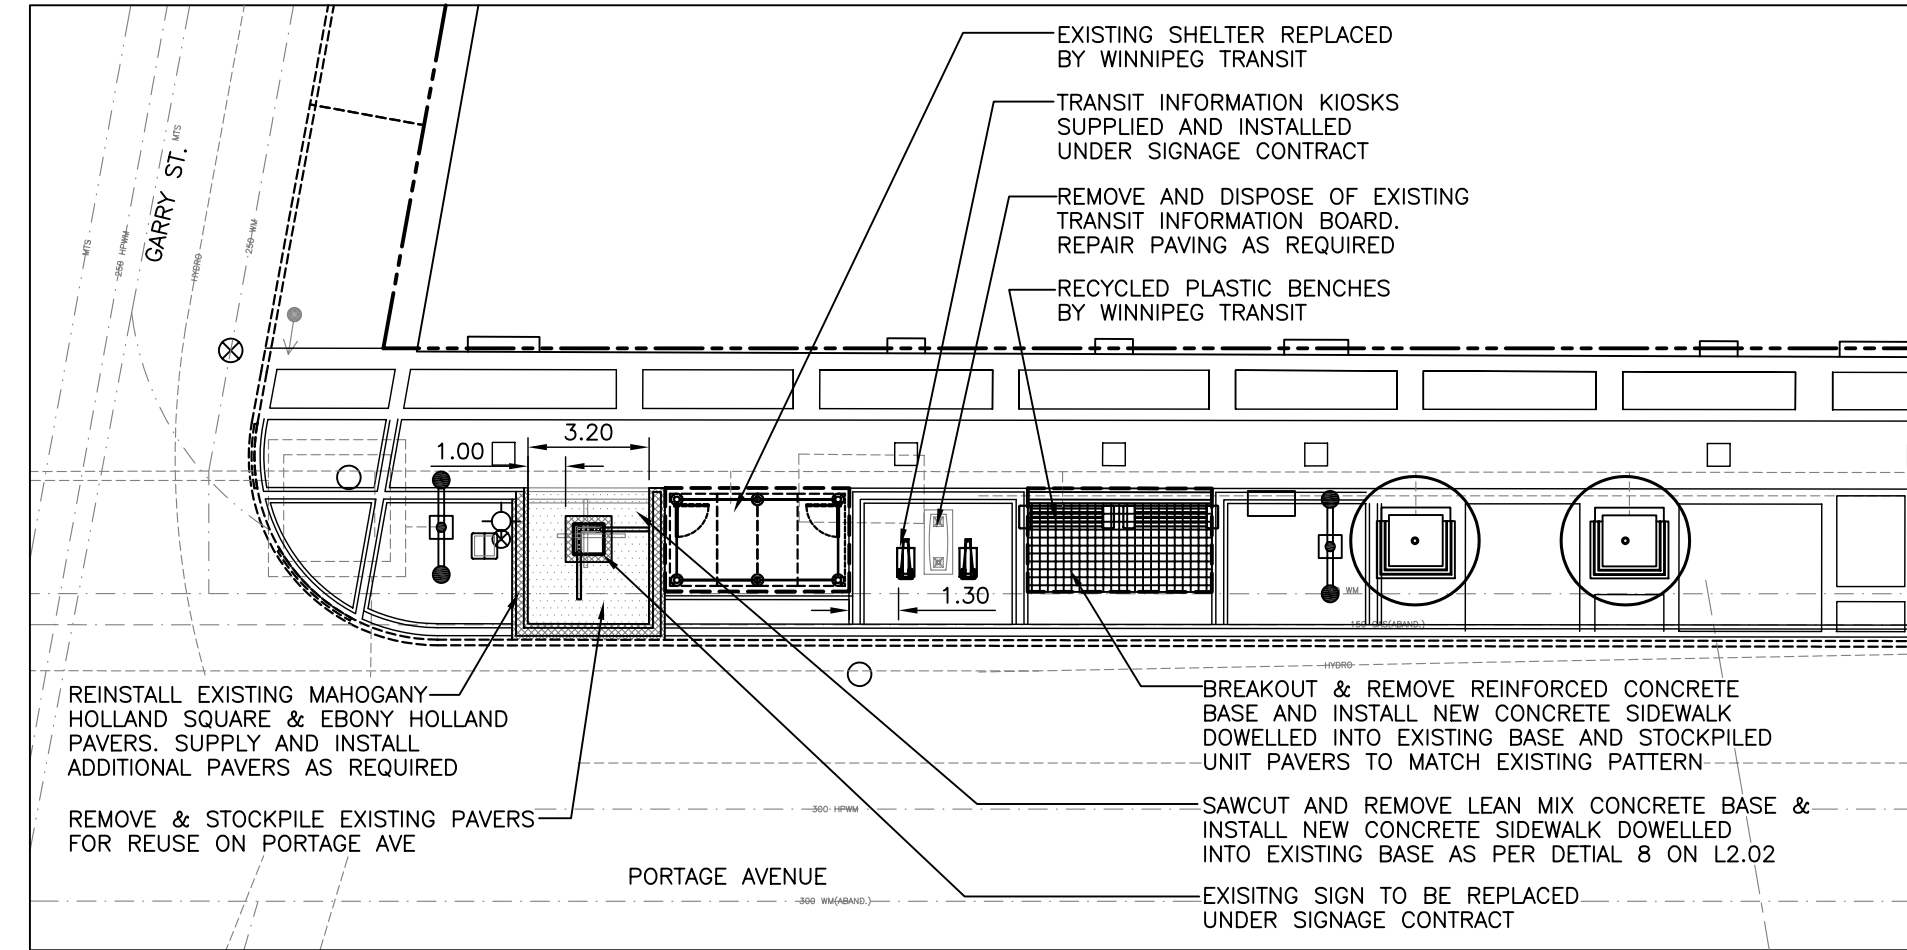 EXISTING SHELTER REPLACED
BY WINNIPEG TRANSIT
TRANSIT INFORMATION KIOSKS
SUPPLIED AND INSTALLED
UNDER SIGNAGE CONTRACT
REMOVE AND DISPOSE OF EXISTING
TRANSIT INFORMATION BOARD.
REPAIR PAVING AS REQUIRED
RECYCLED PLASTIC BENCHES
BY WINNIPEG TRANSIT
MTS
GARRY ST.
MTS
250 HPWM
HYDRO
250 WM
3.20
1.00
1.30
WM
150 GAS(ABAND.)
HYDRO
REINSTALL EXISTING MAHOGANY
HOLLAND SQUARE & EBONY HOLLAND
PAVERS. SUPPLY AND INSTALL
ADDITIONAL PAVERS AS REQUIRED
REMOVE & STOCKPILE EXISTING PAVERS
FOR REUSE ON PORTAGE AVE
300 HPWM
PORTAGE AVENUE
300 WM(ABAND.)
BREAKOUT & REMOVE REINFORCED CONCRETE
BASE AND INSTALL NEW CONCRETE SIDEWALK
DOWELLED INTO EXISTING BASE AND STOCKPILED
UNIT PAVERS TO MATCH EXISTING PATTERN
SAWCUT AND REMOVE LEAN MIX CONCRETE BASE &
INSTALL NEW CONCRETE SIDEWALK DOWELLED
INTO EXISTING BASE AS PER DETIAL 8 ON L2.02
EXISITNG SIGN TO BE REPLACED
UNDER SIGNAGE CONTRACT